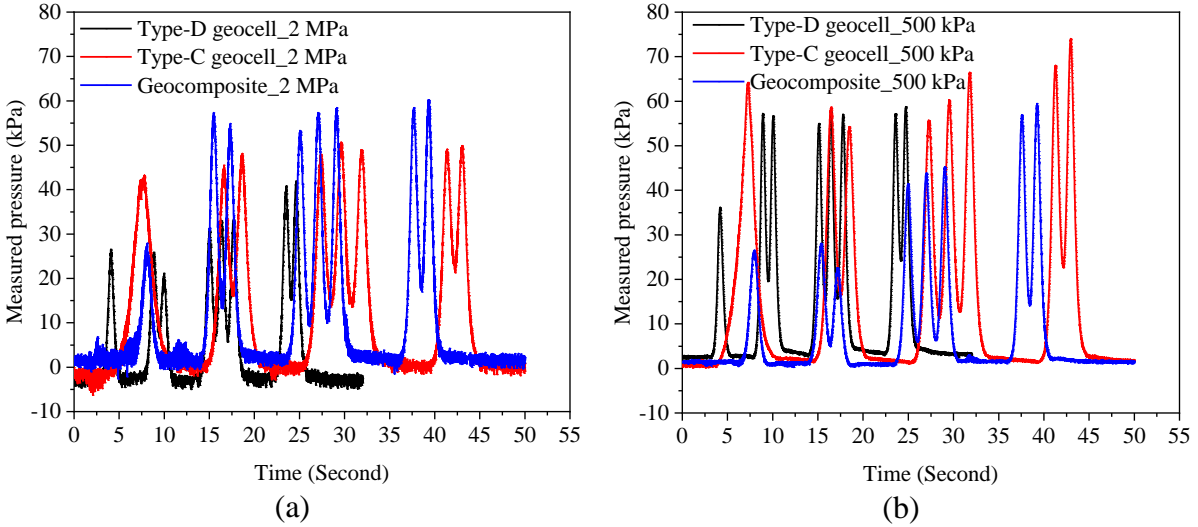 80
70
60
50
40
30
20
10
0
-10
Measured pressure (kPa)
Type-D geocell_2 MPa
Type-C geocell_2 MPa
Geocomposite_2 MPa
0 5 10 15 20 25 30 35 40 45 50 55
Time (Second)
(a)
80
70
60
50
40
30
20
10
0
-10
Measured pressure (kPa)
Type-D geocell_500 kPa
Type-C geocell_500 kPa
Geocomposite_500 kPa
0 5 10 15 20 25 30 35 40 45 50 55
Time (Second)
(b)